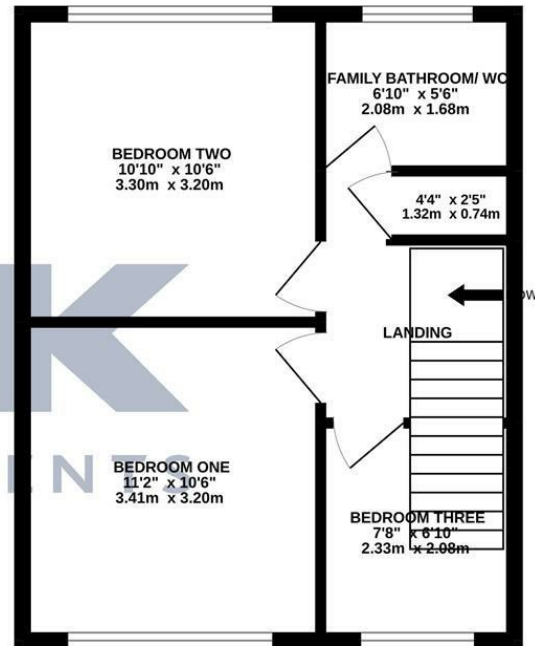 FAMILY BATHROOM/ WC
6'10" x 5'6"
2.08m x 1.68m
BEDROOM TWO
10'10" x 10'6"
3.30m x 3.20m
4'4" x 2'5"
1.32m x 0.74m
K
LANDING
ENTS
BEDROOM ONE
11'2" x 10'6"
3.41m x 3.20m
BEDROOM THREE
7'8" x 6'10"
2.33m x 2.08m